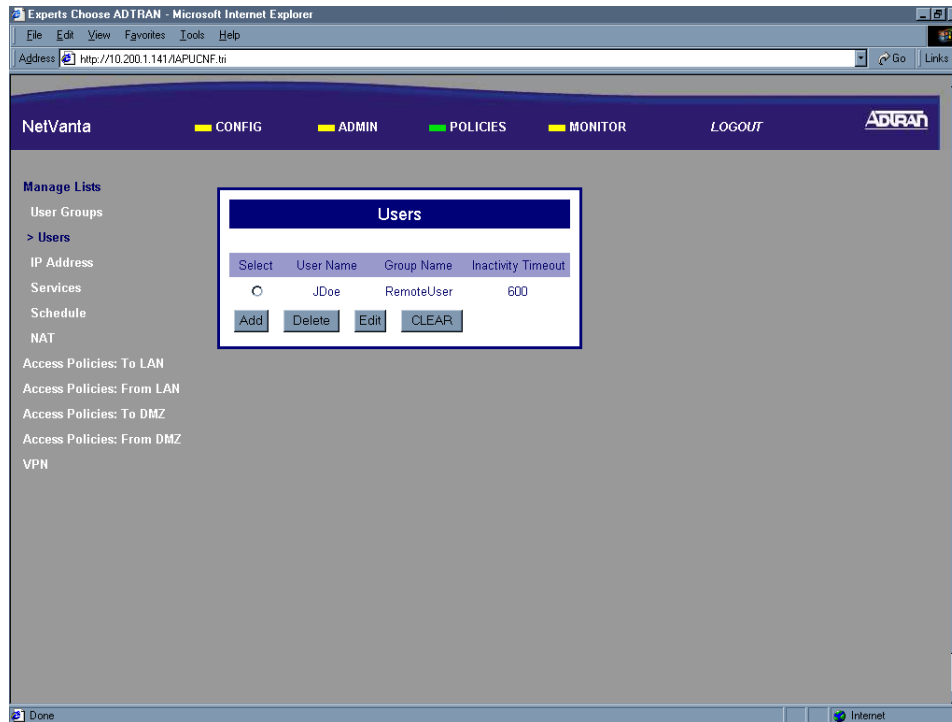 Experts Choose ADTRAN - Microsoft Internet Explorer
File Edit View Favorites Tools Help
Address http://10.200.1.141/IAPUCNF.tri Go Links
NetVanta CONFIG ADMIN POLICIES MONITOR LOGOUT ADTRAN
Manage Lists
User Groups
> Users
IP Address
Services
Schedule
NAT
Access Policies: To LAN
Access Policies: From LAN
Access Policies: To DMZ
Access Policies: From DMZ
VPN
Users
Select User Name Group Name Inactivity Timeout
JDoe RemoteUser 600
Add Delete Edit CLEAR
Done Internet